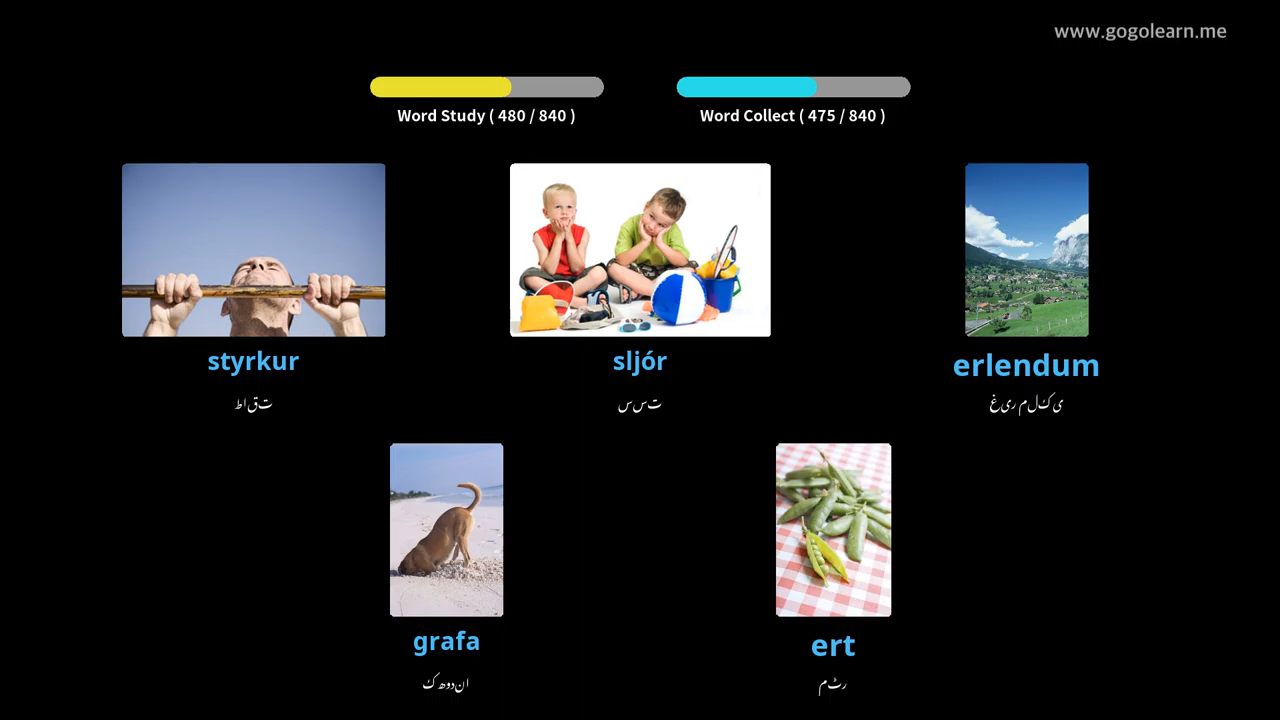 www.gogolearn.me
Word Study ( 480 / 840 )
Word Collect ( 475 / 840 )
styrkur
طاقت
sljór
سست
erlendum
غیر ملکی
grafa
کھودنا
ert
مٹر